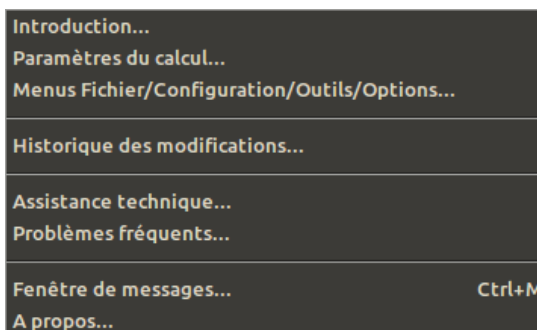 Introduction...
Paramètres du calcul...
Menus Fichier/Configuration/Outils/Options...
Historique des modifications...
Assistance technique...
Problèmes fréquents...
Fenêtre de messages... Ctrl+M
A propos...